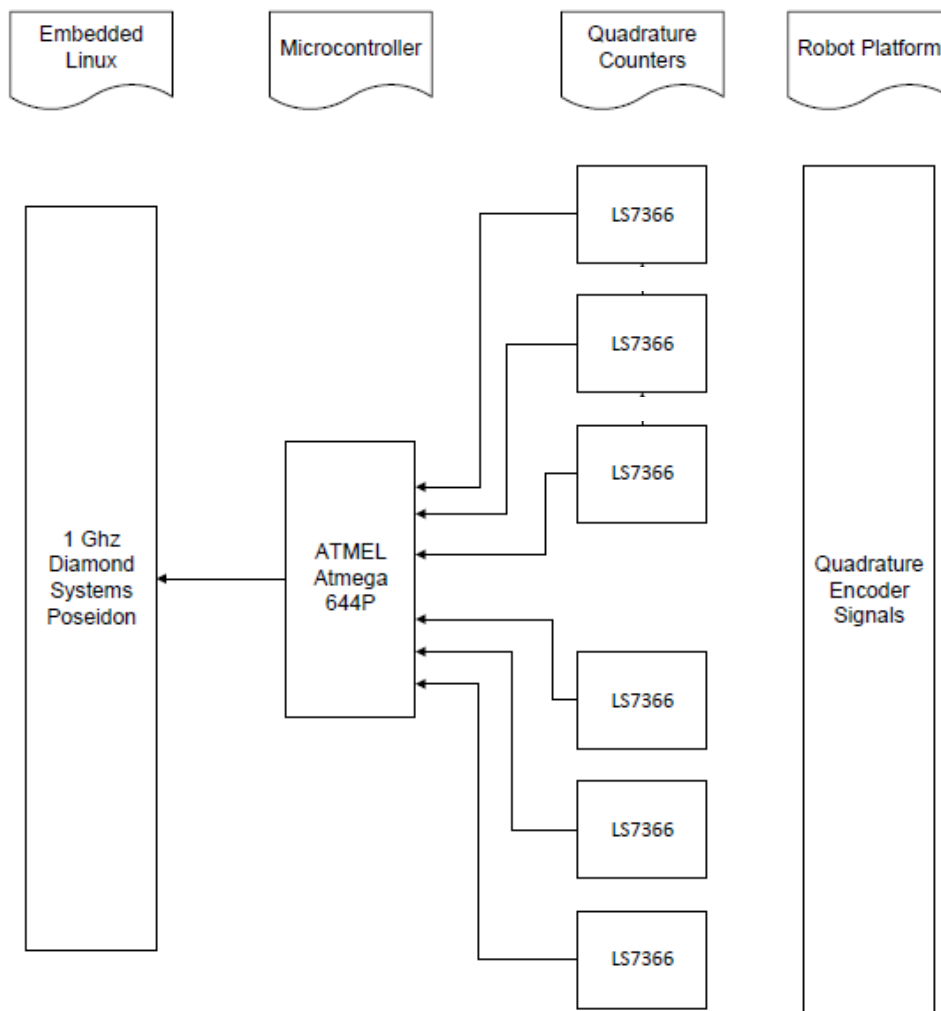 Embedded
Linux
Microcontroller
Quadrature
Counters
Robot Platform
LS7366
LS7366
LS7366
1 Ghz
Diamond
Systems
Poseidon
ATMEL
Atmega
644P
Quadrature
Encoder
Signals
LS7366
LS7366
LS7366